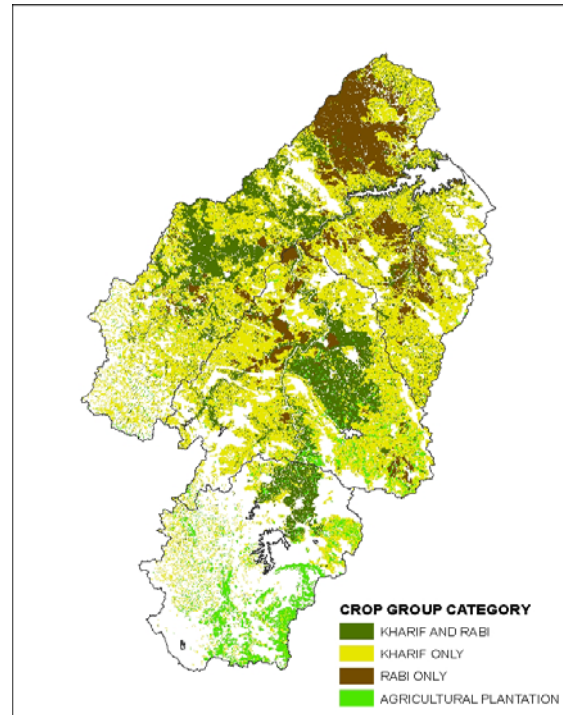 CROP GROUP CATEGORY
KHARIF AND RABI
KHARIF ONLY
RABI ONLY
AGRICULTURAL PLANTATION